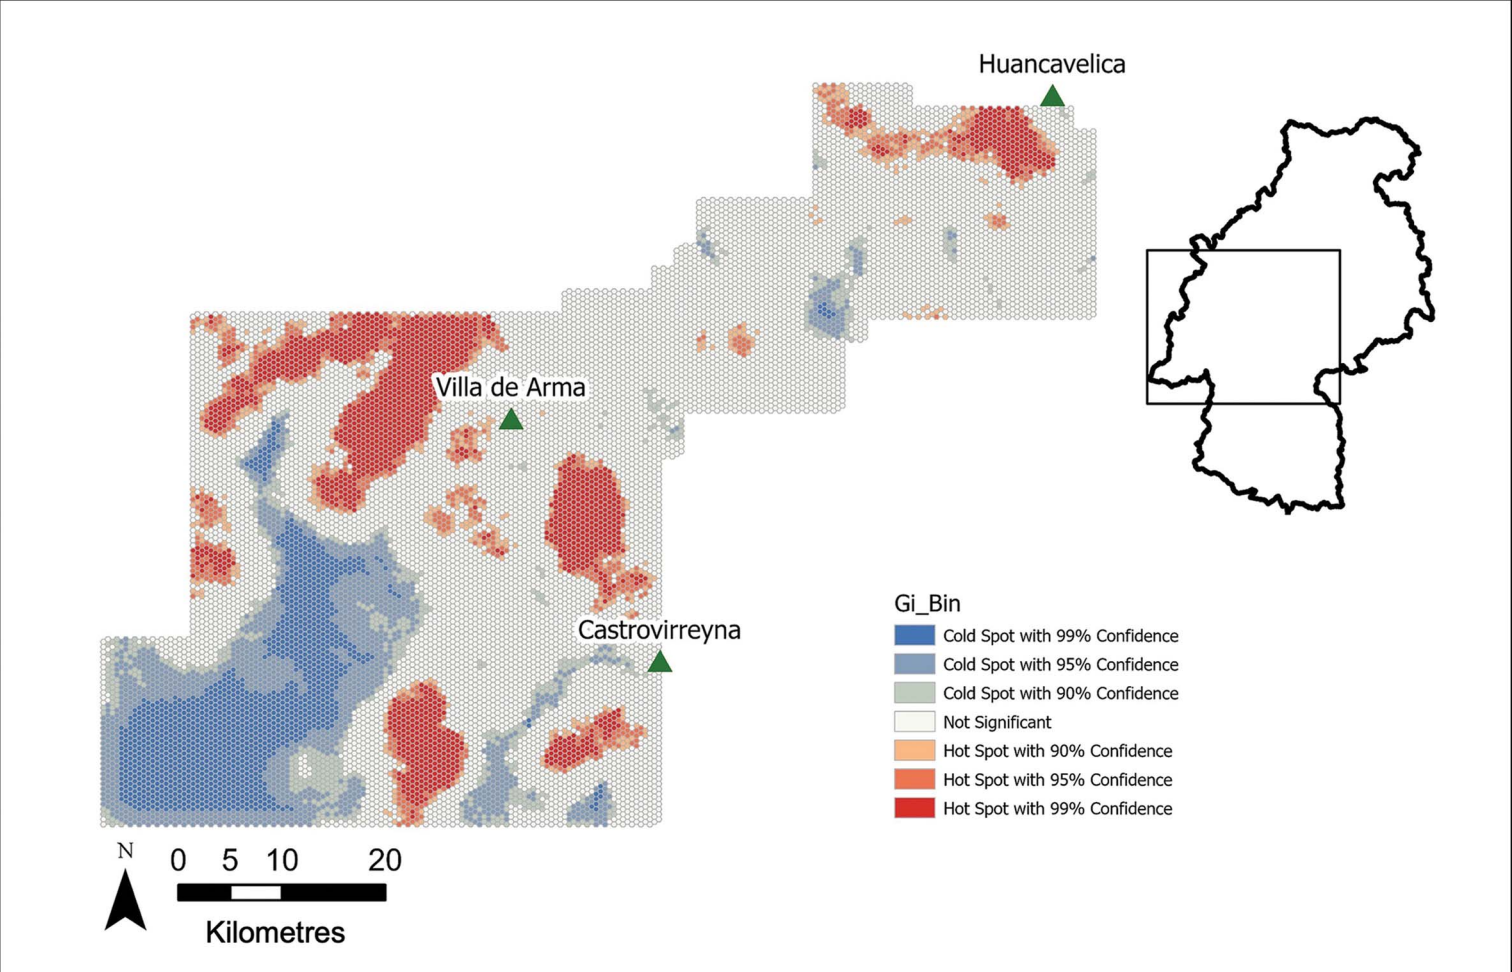 Huancavelica
Villa de Arma
Castrovirreyna
Gi_Bin
Cold Spot with 99% Confidence
Cold Spot with 95% Confidence
Cold Spot with 90% Confidence
Not Significant
Hot Spot with 90% Confidence
Hot Spot with 95% Confidence
Hot Spot with 99% Confidence
N
0 5 10 20
Kilometres